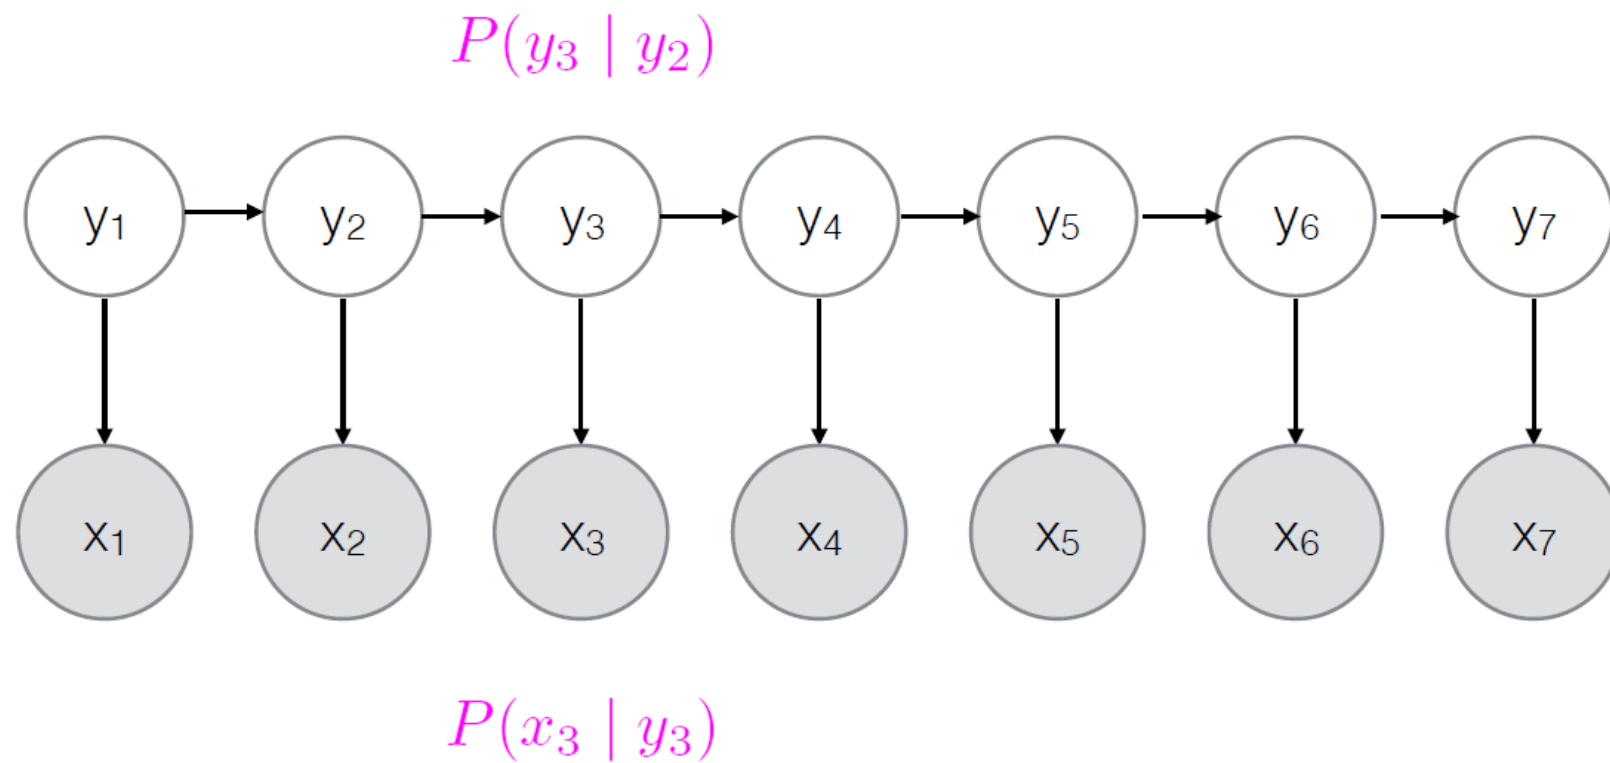 P(y₃ | y₂)
y₁ y₂ y₃ y₄ y₅ y₆ y₇
x₁ x₂ x₃ x₄ x₅ x₆ x₇
P(x₃ | y₃)